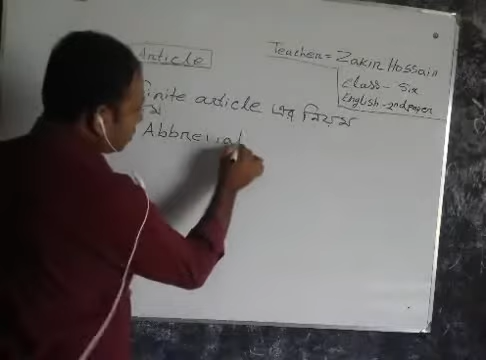 Article
Teacher = Zakir Hossain
Class - Six
English - 2nd paper
finite article এর নিয়ম
Abbreviat